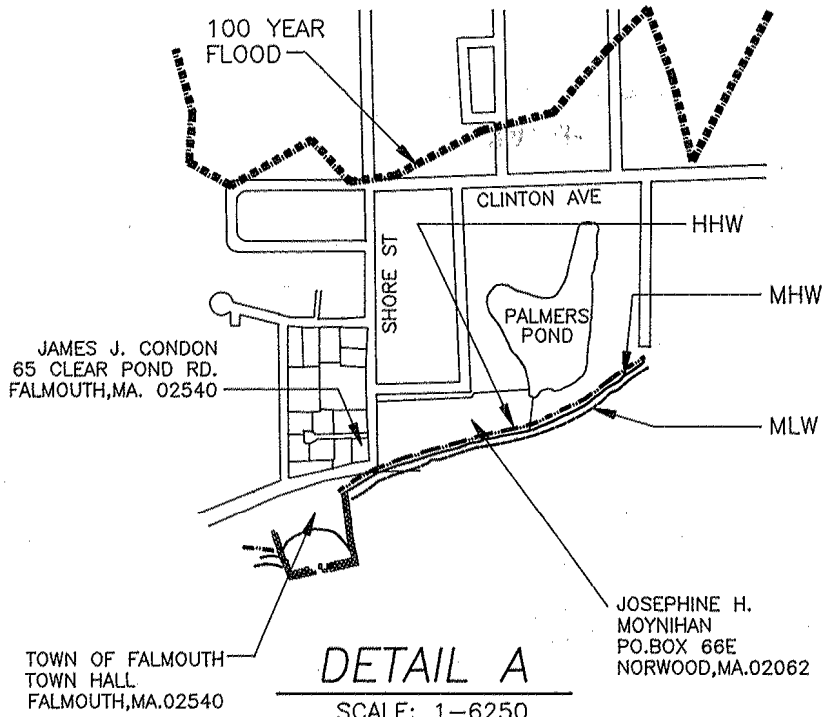 100 YEAR
FLOOD
CLINTON AVE
HHW
SHORE ST
MHW
PALMERS
POND
JAMES J. CONDON
65 CLEAR POND RD.
FALMOUTH,MA. 02540
MLW
JOSEPHINE H.
MOYNIHAN
PO.BOX 66E
NORWOOD,MA.02062
TOWN OF FALMOUTH
TOWN HALL
FALMOUTH,MA.02540
DETAIL A
SCALE: 1-6250